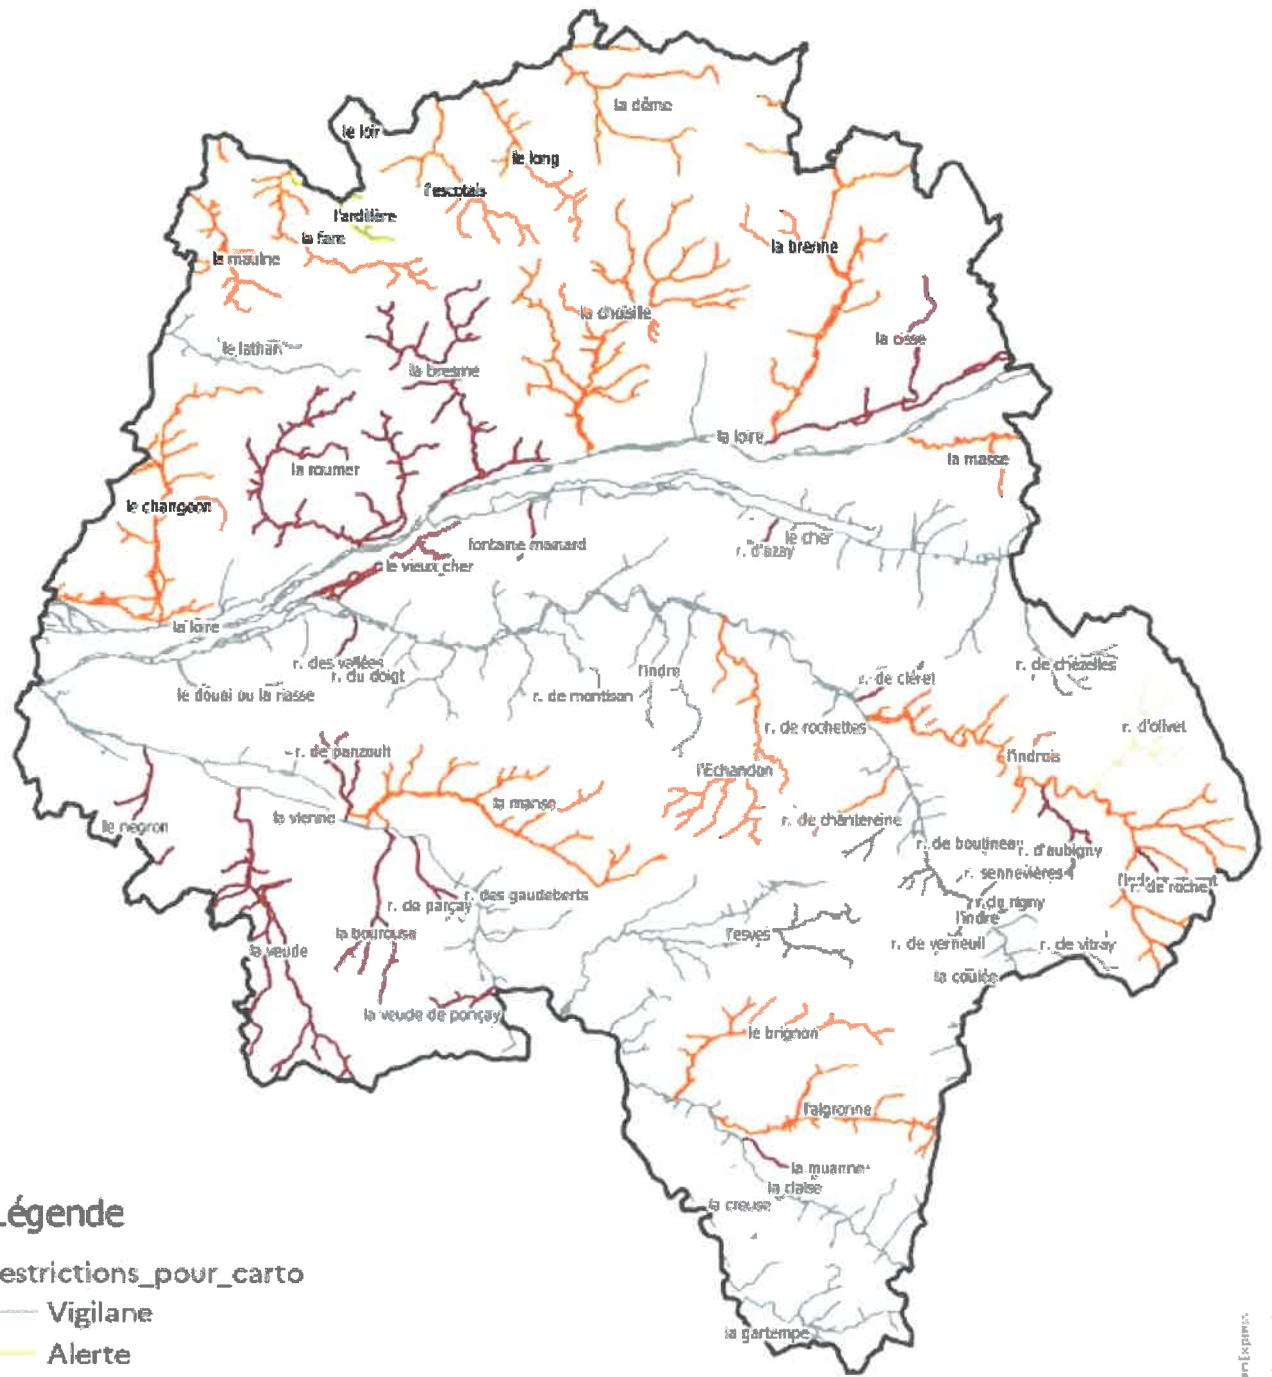 la dême
le loir
le long
l'escotais
l'ardillère
la fare
la brenne
la maulne
la choisille
la cisse
le lathan
la bresme
la loire
la masse
la roumer
le changeon
fontaine mainard
le cher
r. d'azay
le vieux cher
la loire
r. des vallées
r. du doigt
l'indre
r. de chézelles
r. de cléret
le douai ou la riasse
r. de montison
r. de rochettes
r. d'olivet
r. de panzoult
l'indrois
l'Echandon
la manse
la vienne
r. de chantereine
le negron
r. de boutineau
r. d'aubigny
r. sennevières
r. de rochet
r. des gaudeberts
r. de parçay
r. de rigny
l'indre
la bourouse
l'esves
r. de verneuil
r. de vitray
la veude
la coulée
la veude de ponçay
le brignon
l'aigronne
la muanne
la claise
la creuse
Légende
estrictions_pour_carto
Vigilane
Alerte
la gartempe